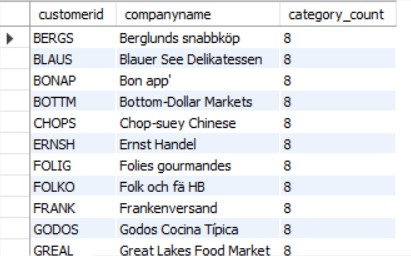 customerid companyname category_count
BERGS Berglunds snabbköp 8
BLAUS Blauer See Delikatessen 8
BONAP Bon app' 8
BOTTM Bottom-Dollar Markets 8
CHOPS Chop-suey Chinese 8
ERNSH Ernst Handel 8
FOLIG Folies gourmandes 8
FOLKO Folk och fä HB 8
FRANK Frankenversand 8
GODOS Godos Cocina Típica 8
GREAL Great Lakes Food Market 8